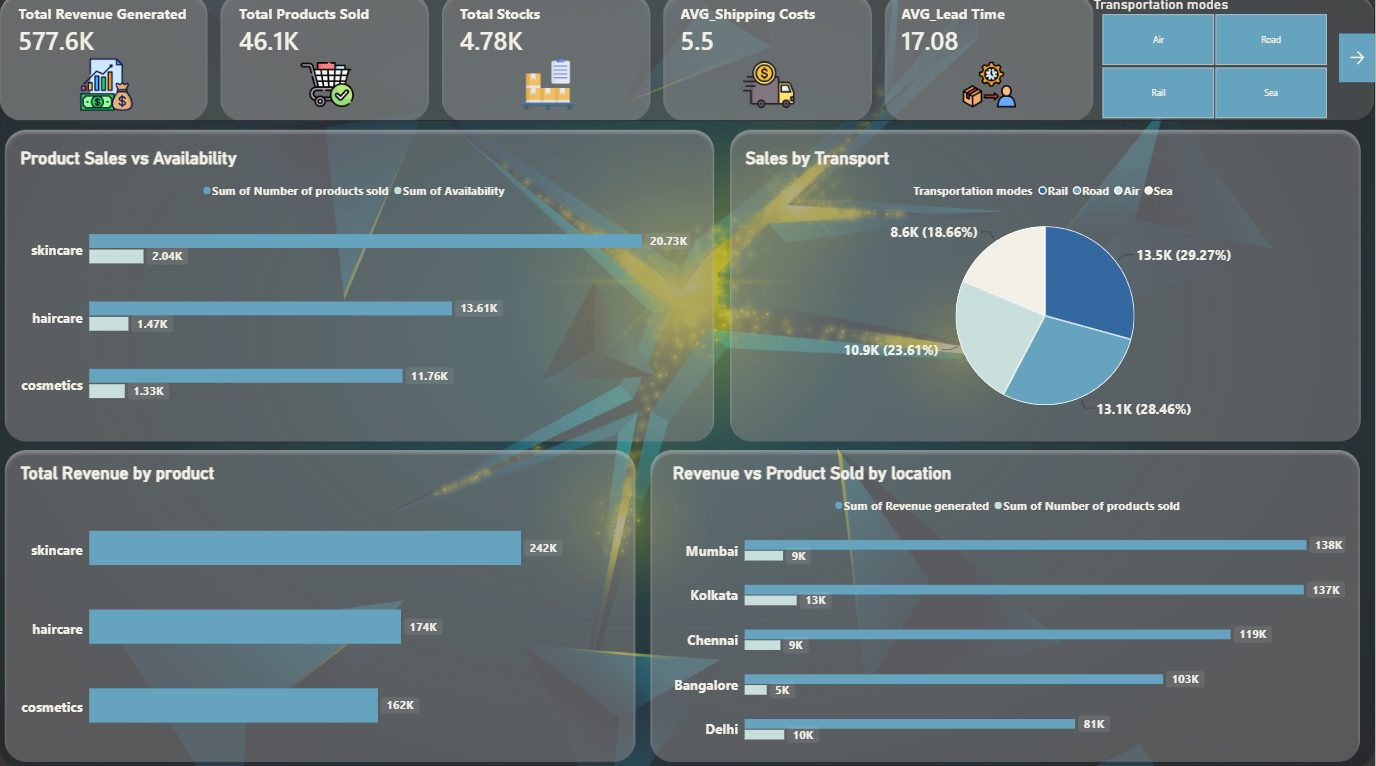 Total Revenue Generated
577.6K
Total Products Sold
46.1K
Total Stocks
4.78K
AVG_Shipping Costs
5.5
AVG_Lead Time
17.08
Transportation modes
Air
Road
Rail
Sea
Product Sales vs Availability
Sum of Number of products sold Sum of Availability
skincare
20.73K
2.04K
haircare
13.61K
1.47K
cosmetics
11.76K
1.33K
Sales by Transport
Transportation modes Rail Road Air Sea
8.6K (18.66%)
13.5K (29.27%)
10.9K (23.61%)
13.1K (28.46%)
Total Revenue by product
skincare
242K
haircare
174K
cosmetics
162K
Revenue vs Product Sold by location
Sum of Revenue generated Sum of Number of products sold
Mumbai
138K
9K
Kolkata
137K
13K
Chennai
119K
9K
Bangalore
103K
5K
Delhi
81K
10K